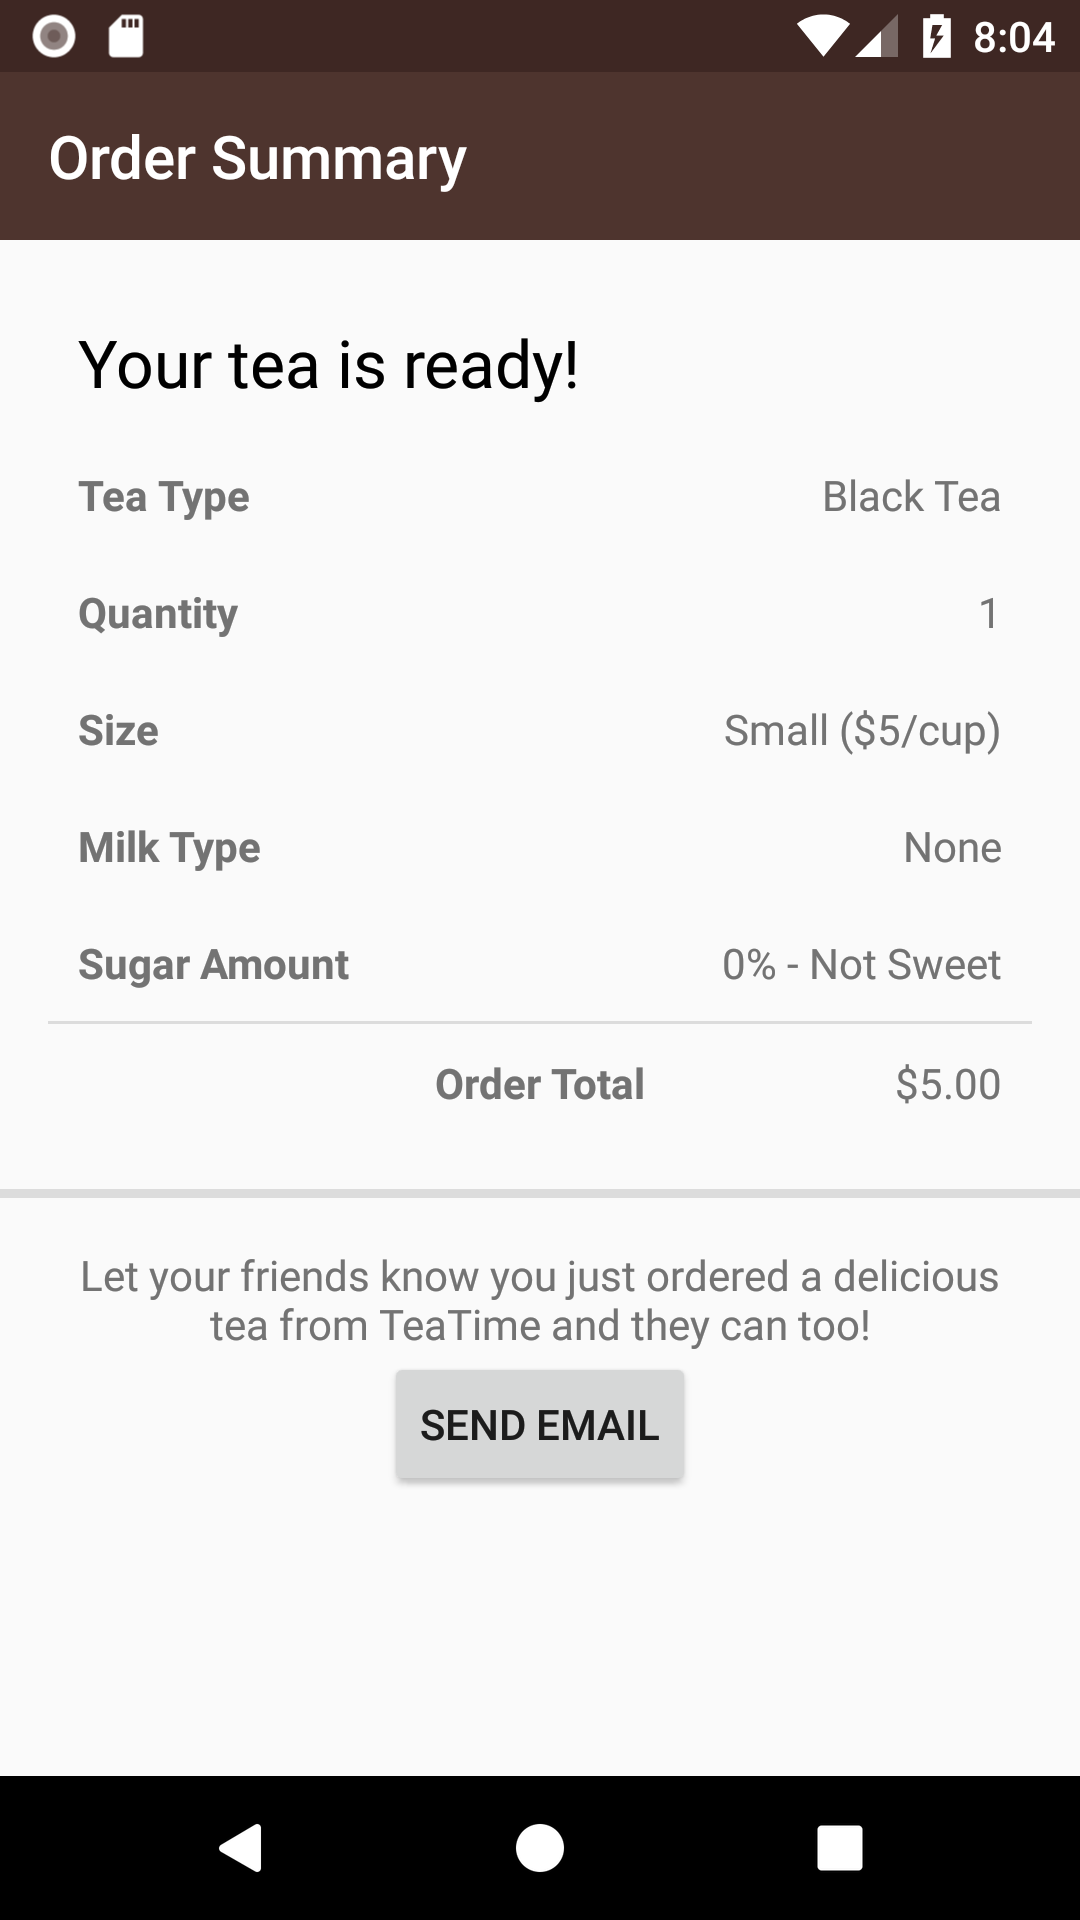 8:04
Order Summary
Your tea is ready!
Tea Type Black Tea
Quantity 1
Size Small ($5/cup)
Milk Type None
Sugar Amount 0% - Not Sweet
Order Total $5.00
Let your friends know you just ordered a delicious
tea from TeaTime and they can too!
SEND EMAIL